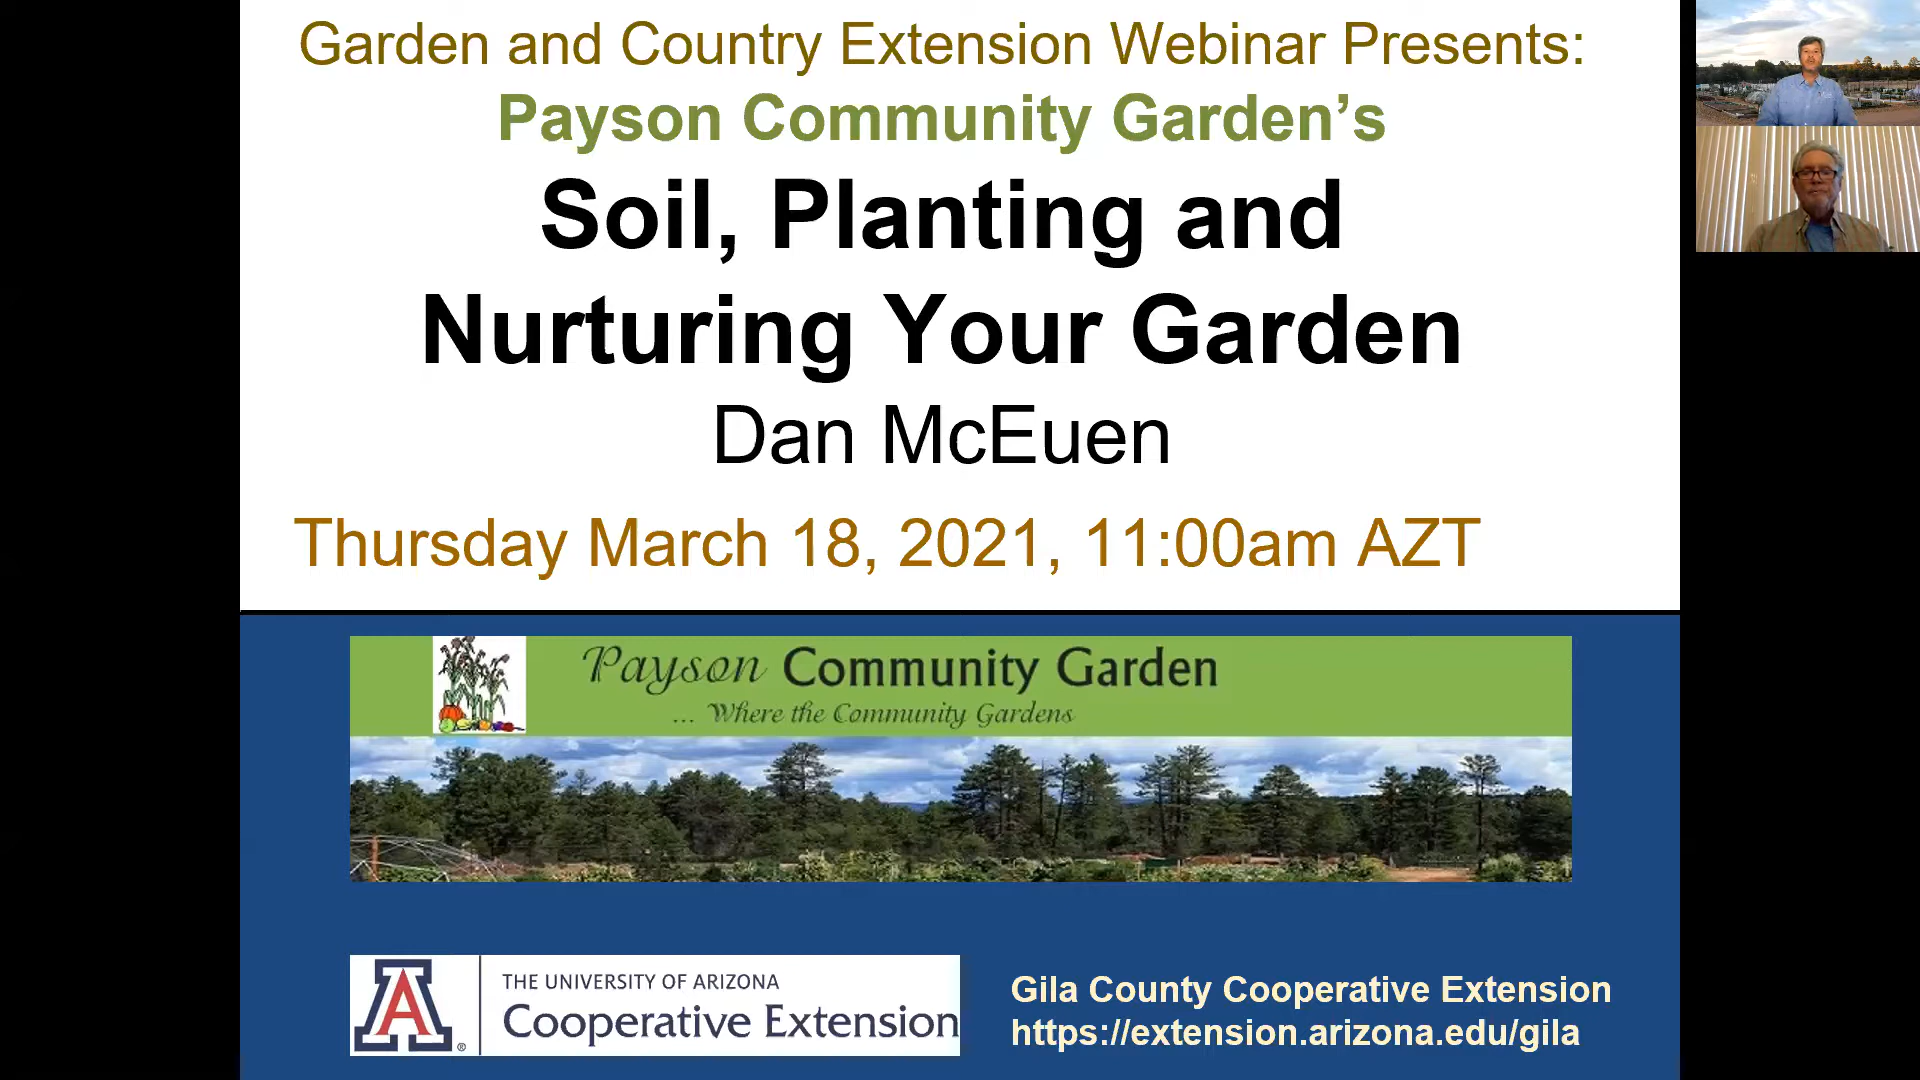 Garden and Country Extension Webinar Presents:
Payson Community Garden’s
Soil, Planting and
Nurturing Your Garden
Dan McEuen
Thursday March 18, 2021, 11:00am AZT
Payson Community Garden
... Where the Community Gardens
THE UNIVERSITY OF ARIZONA
Cooperative Extension
A
®
Gila County Cooperative Extension
https://extension.arizona.edu/gila